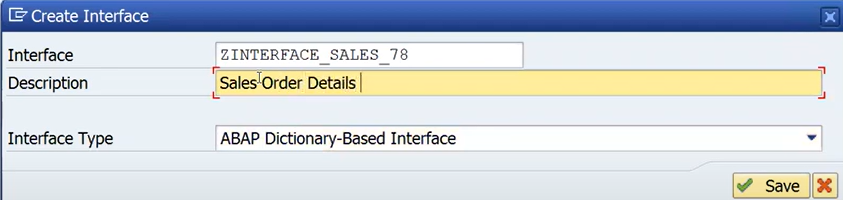 Create Interface
Interface ZINTERFACE_SALES_78
Description Sales Order Details
Interface Type ABAP Dictionary-Based Interface
Save